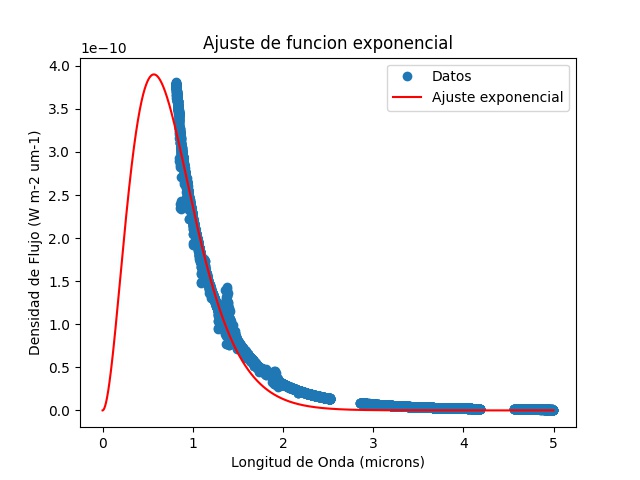 Ajuste de funcion exponencial
1e−10
4.0
3.5
3.0
2.5
2.0
1.5
1.0
0.5
0.0
Densidad de Flujo (W m-2 um-1)
Datos
Ajuste exponencial
0 1 2 3 4 5
Longitud de Onda (microns)